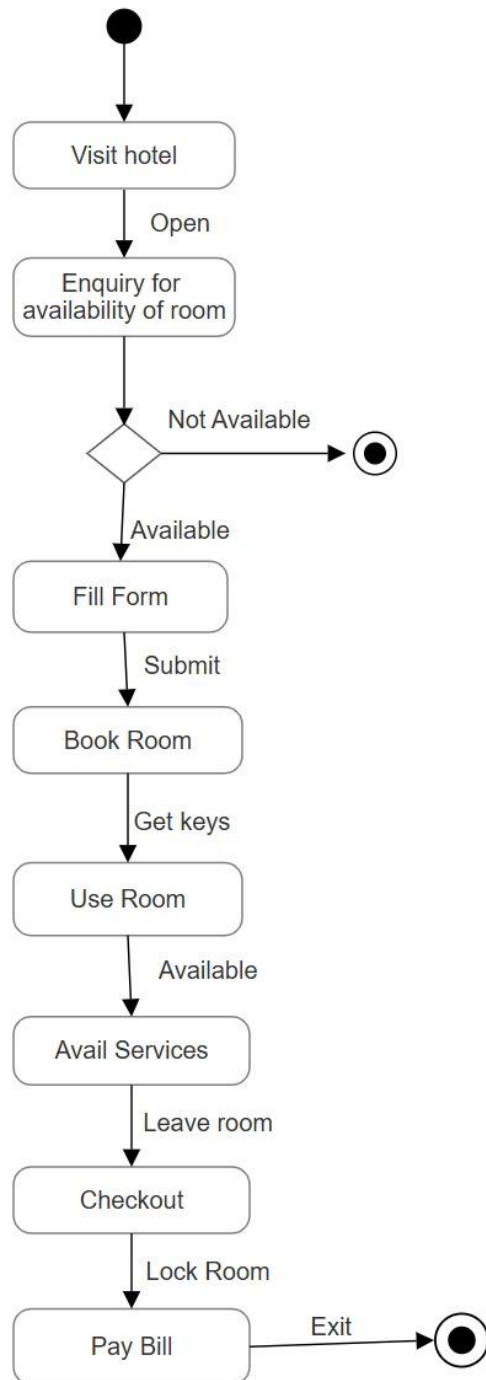 Visit hotel
Open
Enquiry for
availability of room
Not Available
Available
Fill Form
Submit
Book Room
Get keys
Use Room
Available
Avail Services
Leave room
Checkout
Lock Room
Exit
Pay Bill